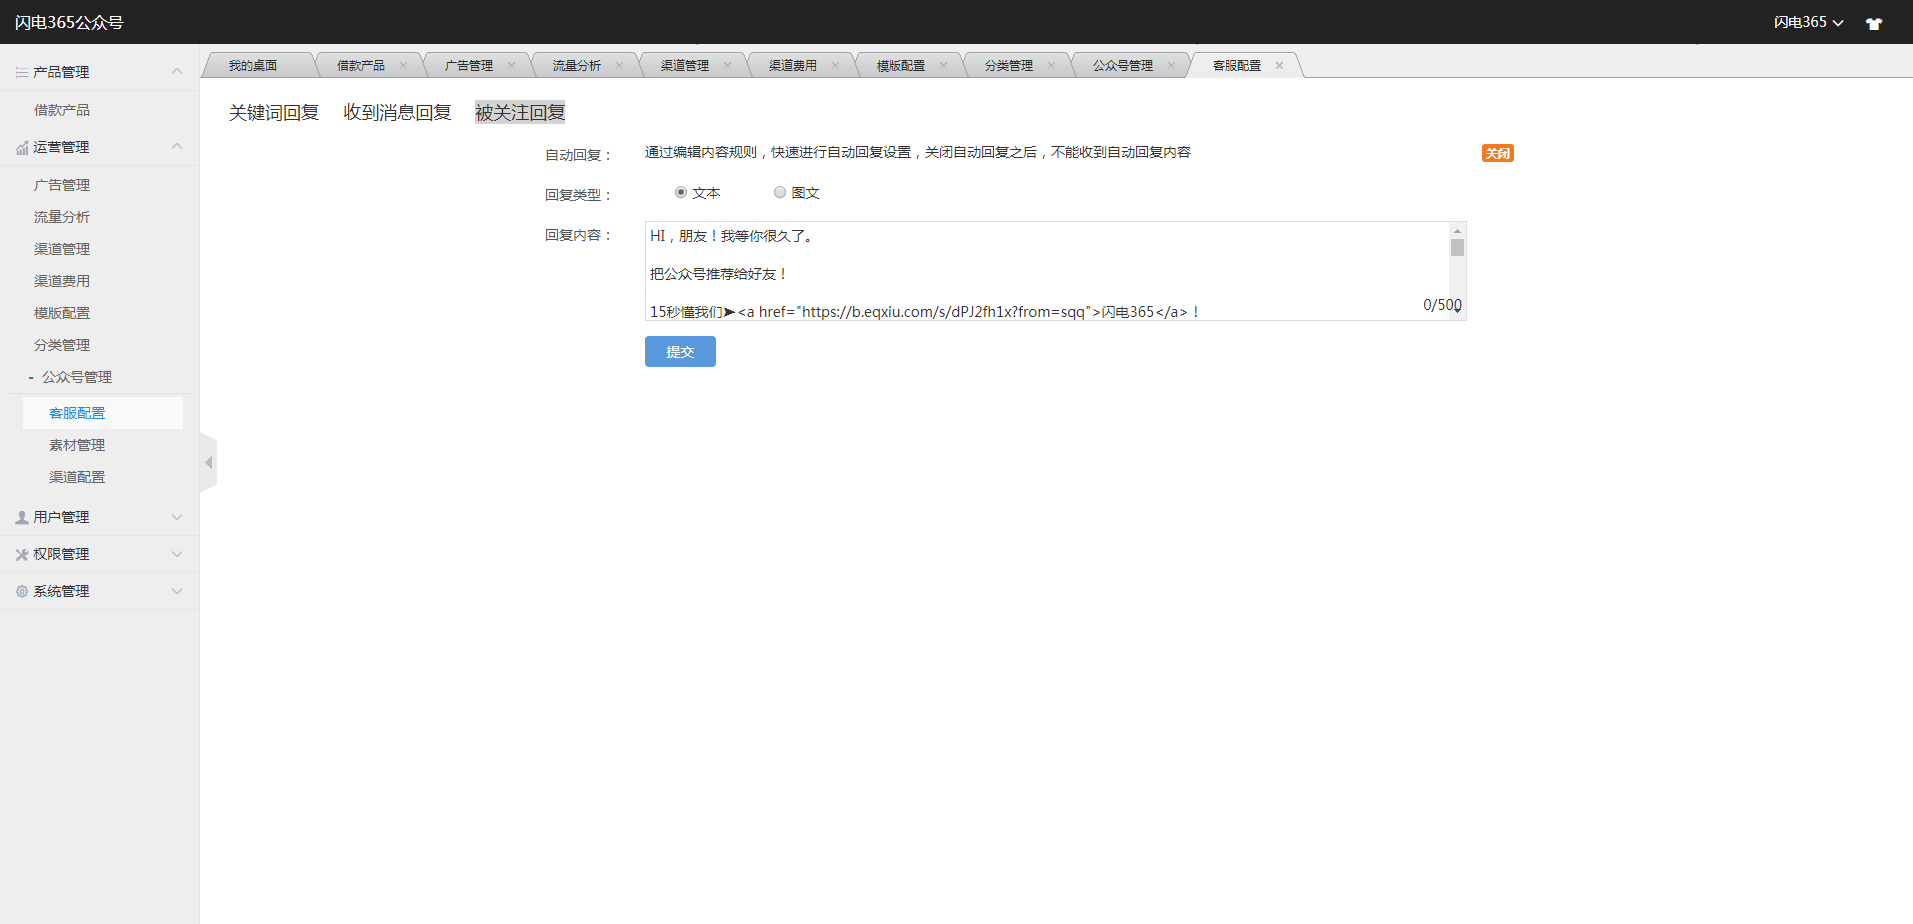 闪电365公众号
闪电365
产品管理
借款产品
运营管理
广告管理
流量分析
渠道管理
渠道费用
模版配置
分类管理
- 公众号管理
客服配置
素材管理
渠道配置
用户管理
权限管理
系统管理
我的桌面 借款产品 广告管理 流量分析 渠道管理 渠道费用 模版配置 分类管理 公众号管理 客服配置
关键词回复 收到消息回复 被关注回复
自动回复： 通过编辑内容规则，快速进行自动回复设置，关闭自动回复之后，不能收到自动回复内容 关闭
回复类型： 文本 图文
回复内容： HI，朋友！我等你很久了。
把公众号推荐给好友！
15秒懂我们➤<a href="https://b.eqxiu.com/s/dPJ2fh1x?from=sqq">闪电365</a>！
0/500
提交